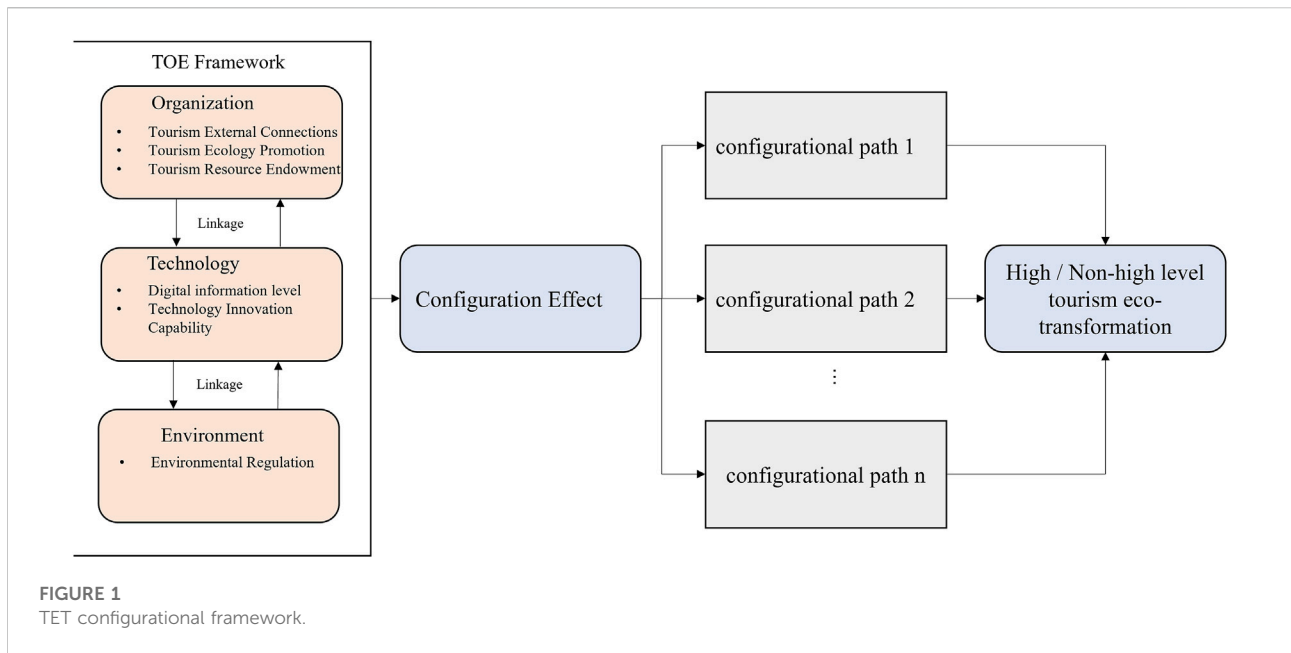 TOE Framework
Organization
• Tourism External Connections
• Tourism Ecology Promotion
• Tourism Resource Endowment
Linkage
Technology
• Digital information level
• Technology Innovation
Capability
Linkage
Environment
• Environmental Regulation
Configuration Effect
configurational path 1
configurational path 2
⋮
configurational path n
High / Non-high level
tourism eco-
transformation
FIGURE 1
TET configurational framework.